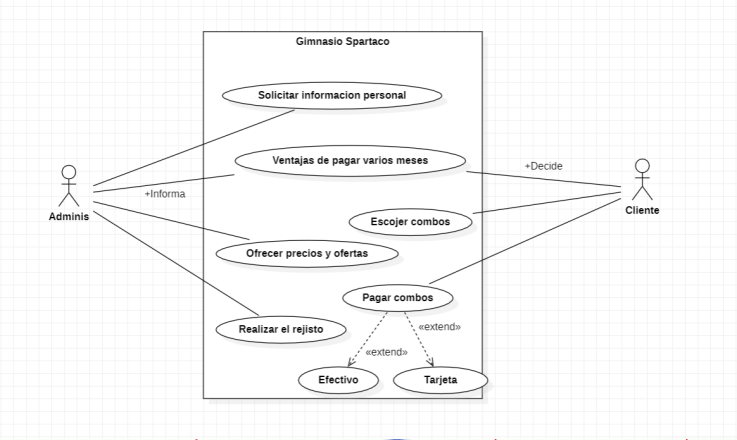 Gimnasio Spartaco
Solicitar informacion personal
Ventajas de pagar varios meses
+Decide
+Informa
Adminis
Cliente
Escojer combos
Ofrecer precios y ofertas
Pagar combos
Realizar el rejisto
«extend»
«extend»
Efectivo
Tarjeta